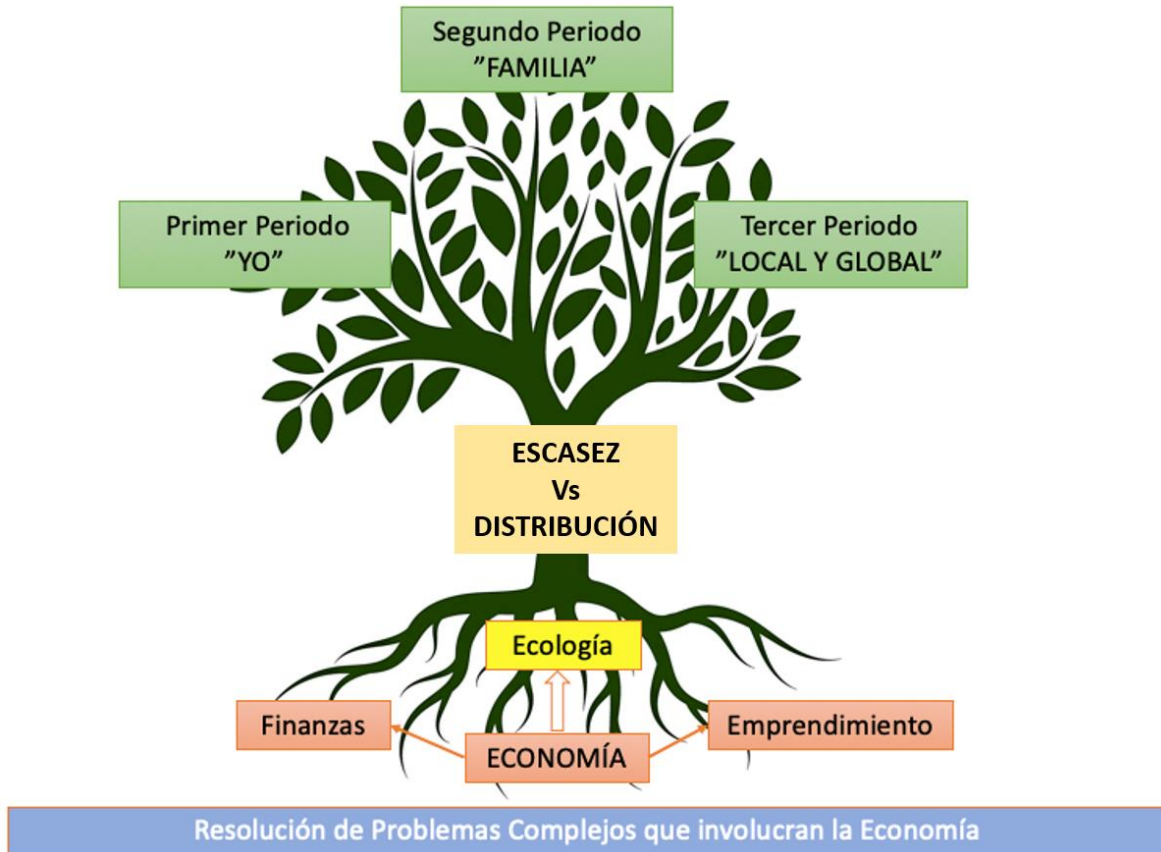 Segundo Periodo
”FAMILIA”
Primer Periodo
”YO”
Tercer Periodo
”LOCAL Y GLOBAL”
ESCASEZ
Vs
DISTRIBUCIÓN
Ecología
Finanzas
ECONOMÍA
Emprendimiento
Resolución de Problemas Complejos que involucran la Economía